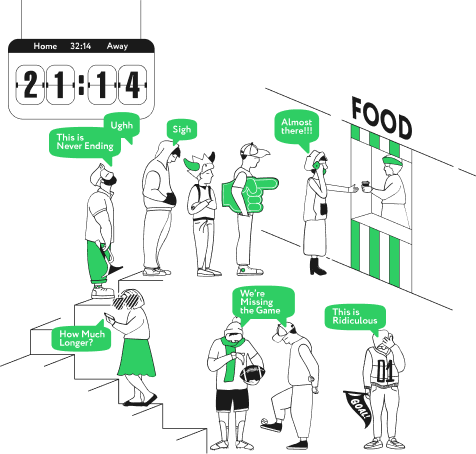 Home 32:14 Away
21:14
Ughh
This is
Never Ending
Sigh
Almost
there!!!
FOOD
How Much
Longer?
We're
Missing
the Game
This is
Ridiculous
01
GOAL!